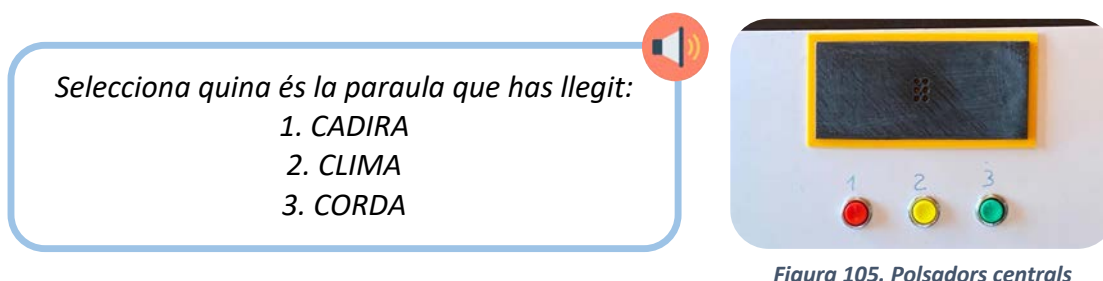 Selecciona quina és la paraula que has llegit:
1. CADIRA
2. CLIMA
3. CORDA
1 2 3
Figura 105. Polsadors centrals